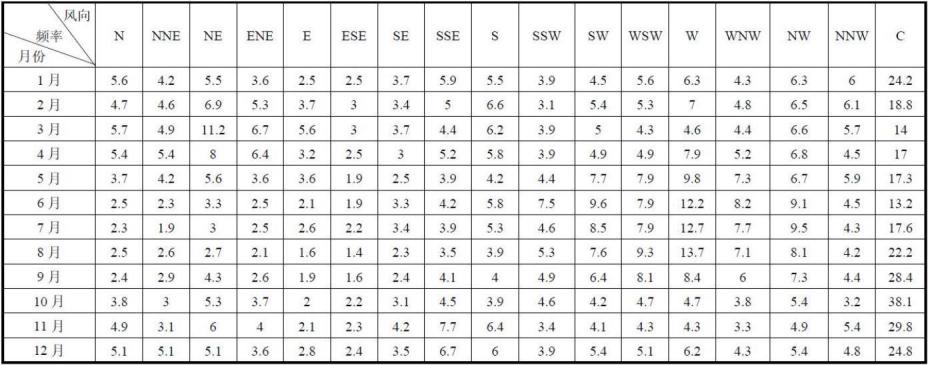 风向
频率
月份
N NNE NE ENE E ESE SE SSE S SSW SW WSW W WNW NW NNW C
1月 5.6 4.2 5.5 3.6 2.5 2.5 3.7 5.9 5.5 3.9 4.5 5.6 6.3 4.3 6.3 6 24.2
2月 4.7 4.6 6.9 5.3 3.7 3 3.4 5 6.6 3.1 5.4 5.3 7 4.8 6.5 6.1 18.8
3月 5.7 4.9 11.2 6.7 5.6 3 3.7 4.4 6.2 3.9 5 4.3 4.6 4.4 6.6 5.7 14
4月 5.4 5.4 8 6.4 3.2 2.5 3 5.2 5.8 3.9 4.9 4.9 7.9 5.2 6.8 4.5 17
5月 3.7 4.2 5.6 3.6 3.6 1.9 2.5 3.9 4.2 4.4 7.7 7.9 9.8 7.3 6.7 5.9 17.3
6月 2.5 2.3 3.3 2.5 2.1 1.9 3.3 4.2 5.8 7.5 9.6 7.9 12.2 8.2 9.1 4.5 13.2
7月 2.3 1.9 3 2.5 2.6 2.2 3.4 3.9 5.3 4.6 8.5 7.9 12.7 7.7 9.5 4.3 17.6
8月 2.5 2.6 2.7 2.1 1.6 1.4 2.3 3.5 3.9 5.3 7.6 9.3 13.7 7.1 8.1 4.2 22.2
9月 2.4 2.9 4.3 2.6 1.9 1.6 2.4 4.1 4 4.9 6.4 8.1 8.4 6 7.3 4.4 28.4
10月 3.8 3 5.3 3.7 2 2.2 3.1 4.5 3.9 4.6 4.2 4.7 4.7 3.8 5.4 3.2 38.1
11月 4.9 3.1 6 4 2.1 2.3 4.2 7.7 6.4 3.4 4.1 4.3 4.3 3.3 4.9 5.4 29.8
12月 5.1 5.1 5.1 3.6 2.8 2.4 3.5 6.7 6 3.9 5.4 5.1 6.2 4.3 5.4 4.8 24.8